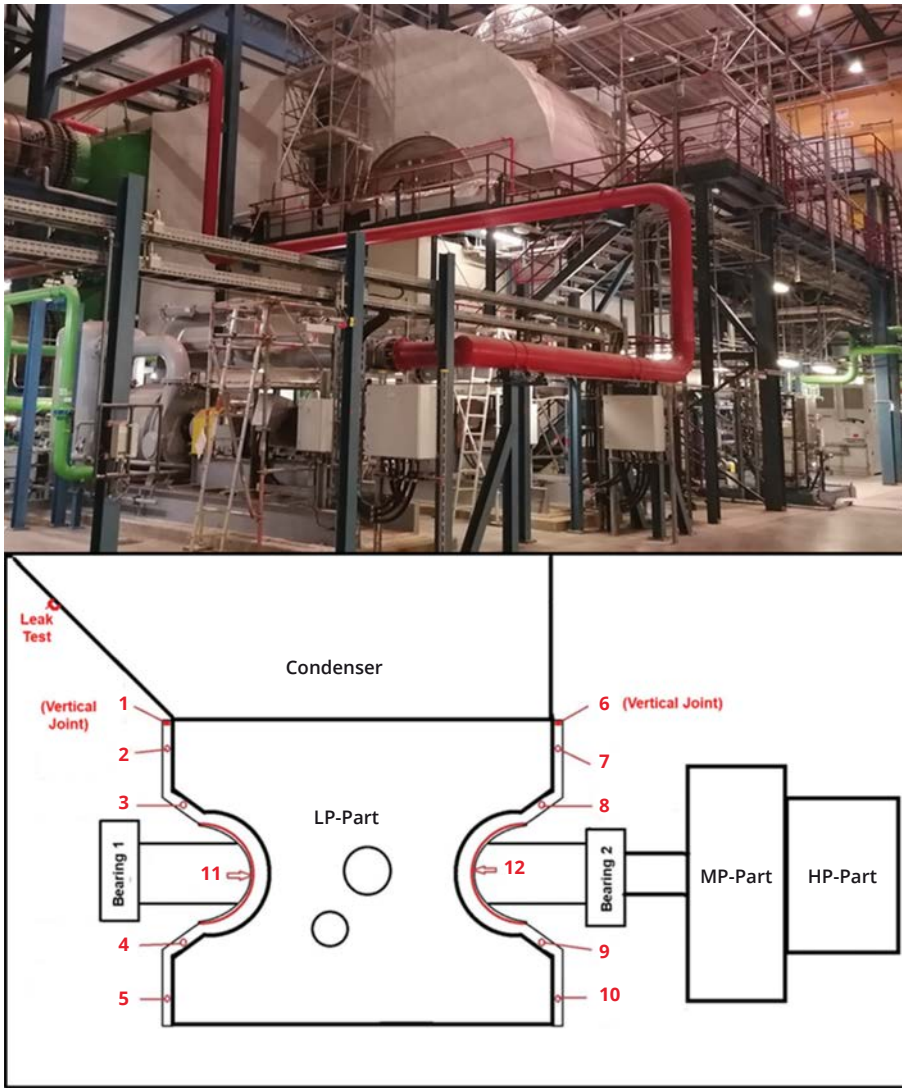 Leak
Test
Condenser
(Vertical
Joint)
1
6
(Vertical Joint)
2
7
3
8
LP-Part
Bearing 1
11
12
Bearing 2
MP-Part
HP-Part
4
9
5
10